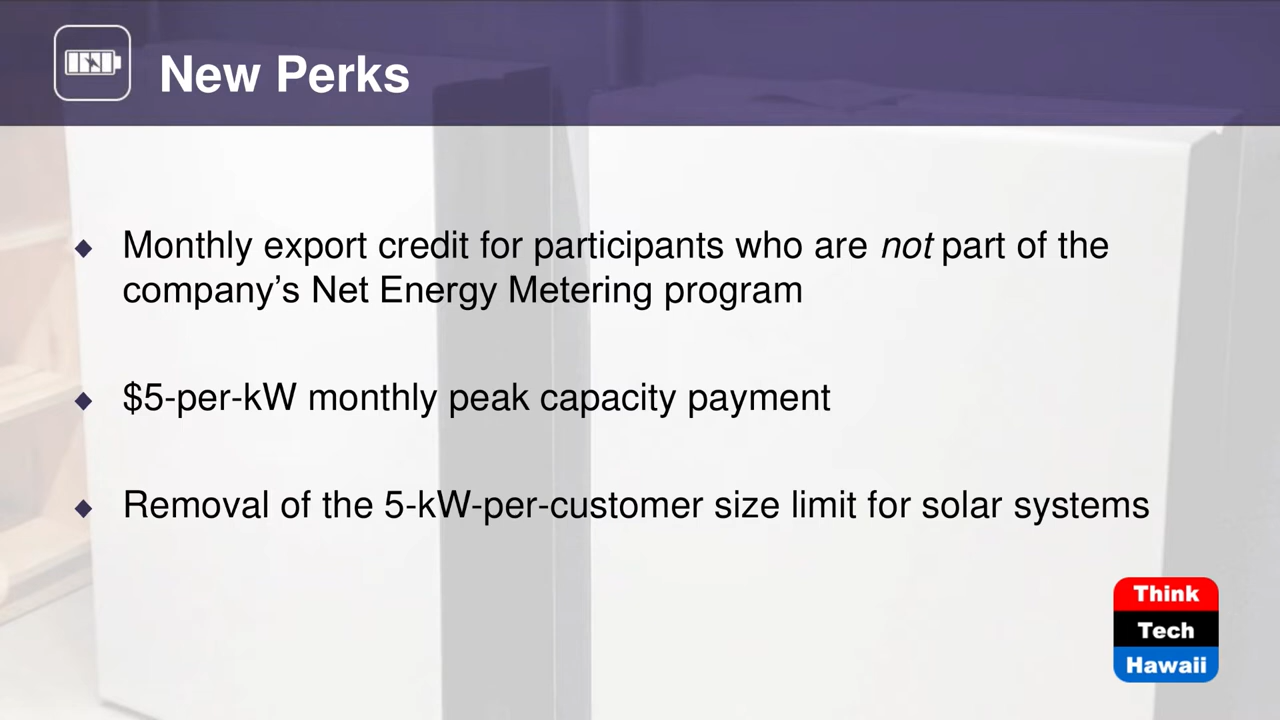 New Perks
Monthly export credit for participants who are not part of the
company's Net Energy Metering program
$5-per-kW monthly peak capacity payment
Removal of the 5-kW-per-customer size limit for solar systems
Think
Tech
Hawaii